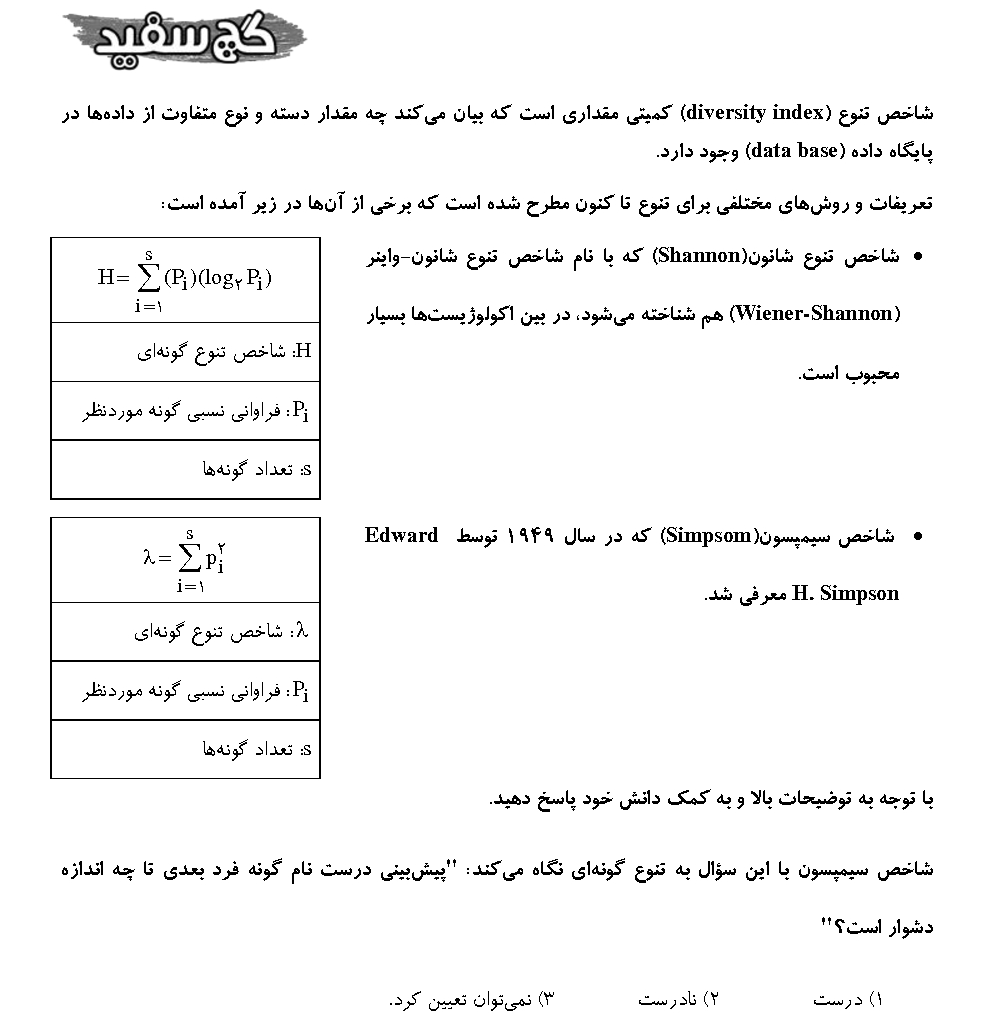 گچ سفید
شاخص تنوع (diversity index) کمیتی مقداری است که بیان می‌کند چه مقدار دسته و نوع متفاوت از داده‌ها در
پایگاه داده (data base) وجود دارد.
تعریفات و روش‌های مختلفی برای تنوع تا کنون مطرح شده است که برخی از آن‌ها در زیر آمده است:
• شاخص تنوع شانون(Shannon) که با نام شاخص تنوع شانون-واینر
(Wiener-Shannon) هم شناخته می‌شود، در بین اکولوژیست‌ها بسیار
محبوب است.
H = ∑_{i=۱}^{s} (P_i)(log_۲ P_i)
H: شاخص تنوع گونه‌ای
P_i: فراوانی نسبی گونه موردنظر
s: تعداد گونه‌ها
• شاخص سیمپسون(Simpsom) که در سال ۱۹۴۹ توسط Edward
H. Simpson معرفی شد.
λ = ∑_{i=۱}^{s} p_i^۲
λ: شاخص تنوع گونه‌ای
P_i: فراوانی نسبی گونه موردنظر
s: تعداد گونه‌ها
با توجه به توضیحات بالا و به کمک دانش خود پاسخ دهید.
شاخص سیمپسون با این سؤال به تنوع گونه‌ای نگاه می‌کند: "پیش‌بینی درست نام گونه فرد بعدی تا چه اندازه
دشوار است؟"
۱) درست ۲) نادرست ۳) نمی‌توان تعیین کرد.